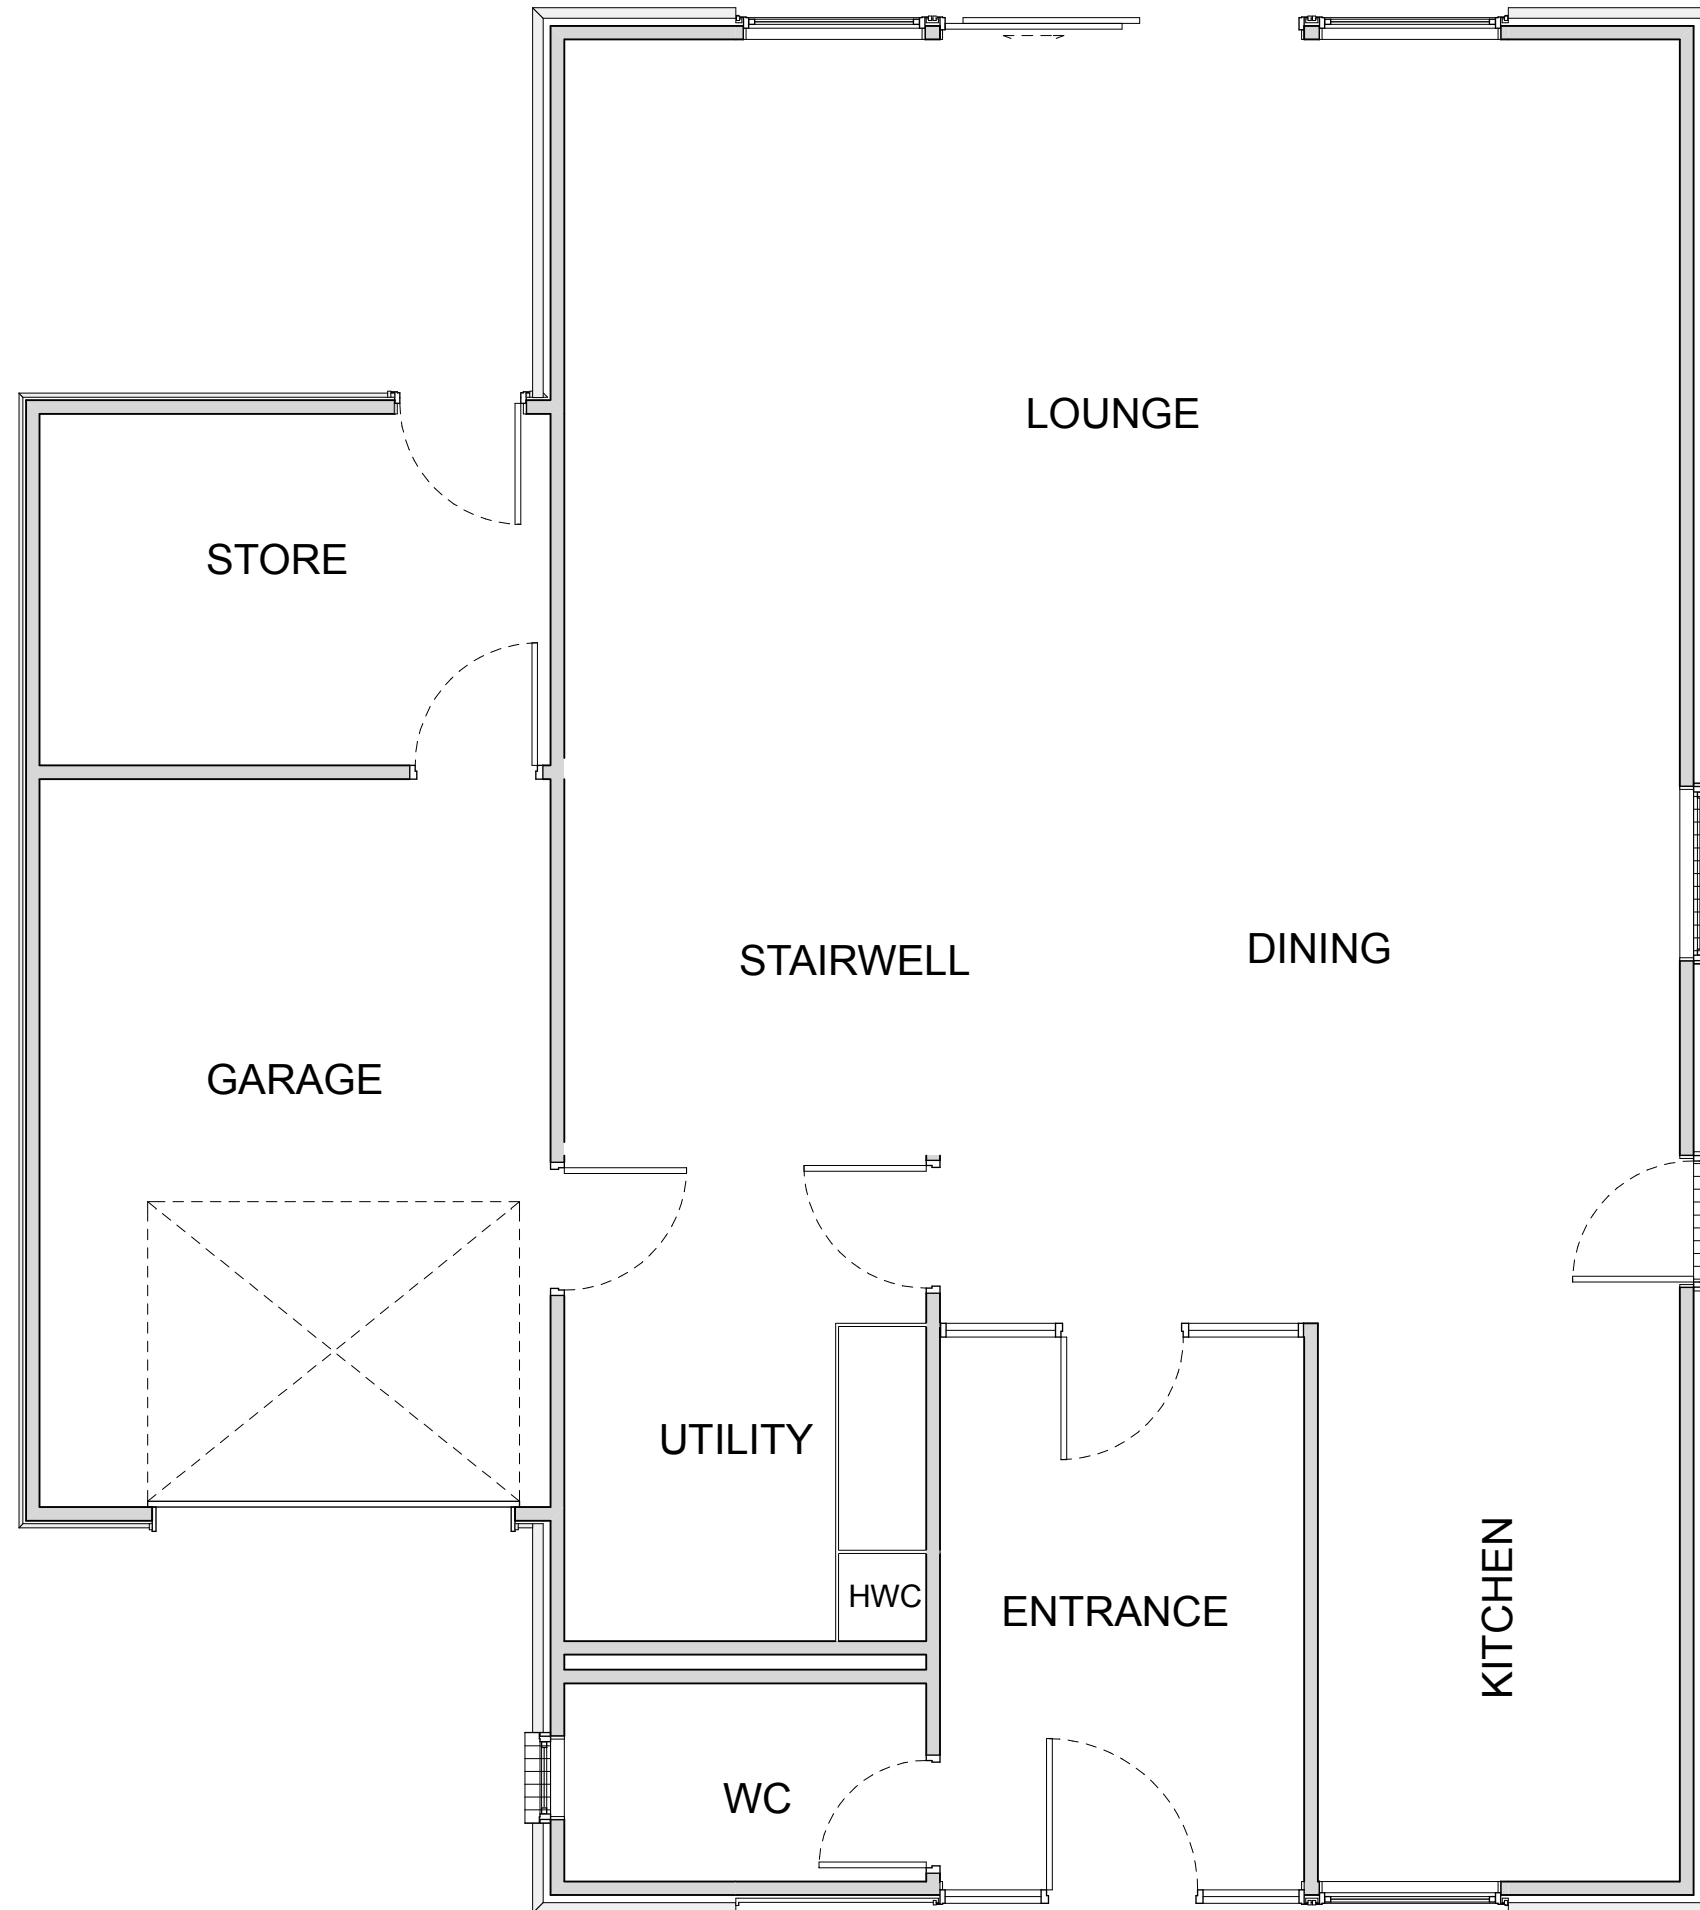 LOUNGE
STORE
STAIRWELL
DINING
GARAGE
UTILITY
HWC
ENTRANCE
KITCHEN
WC